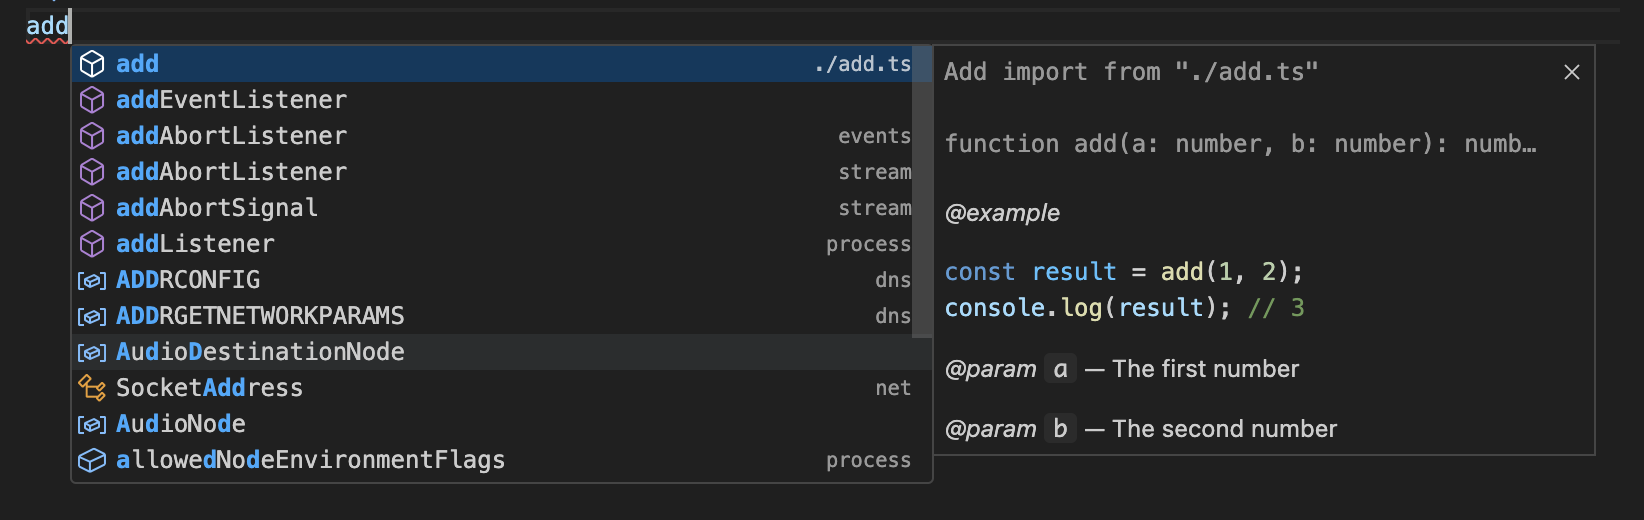 add
add ./add.ts
addEventListener
addAbortListener events
addAbortListener stream
addAbortSignal stream
addListener process
ADDRCONFIG dns
ADDRGETNETWORKPARAMS dns
AudioDestinationNode
SocketAddress net
AudioNode
allowedNodeEnvironmentFlags process
Add import from "./add.ts"
function add(a: number, b: number): numb…
@example
const result = add(1, 2);
console.log(result); // 3
@param a — The first number
@param b — The second number